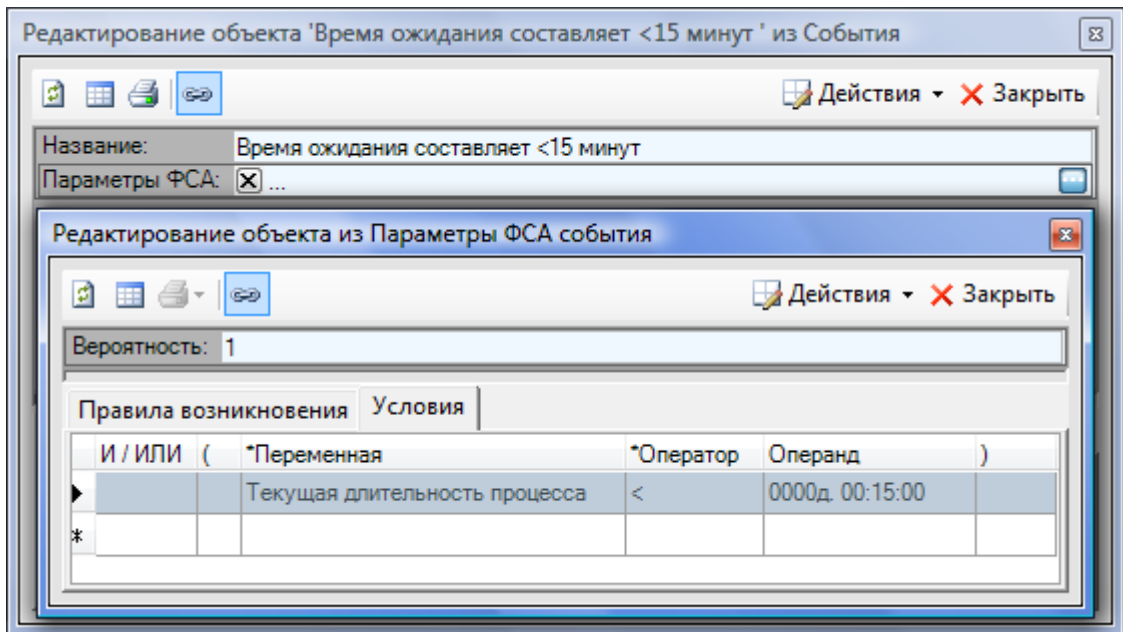 Редактирование объекта 'Время ожидания составляет <15 минут ' из События
Действия Закрыть
Название: Время ожидания составляет <15 минут
Параметры ФСА: ...
Редактирование объекта из Параметры ФСА события
Действия Закрыть
Вероятность: 1
Правила возникновения Условия
И / ИЛИ ( *Переменная *Оператор Операнд )
Текущая длительность процесса < 0000д. 00:15:00
*